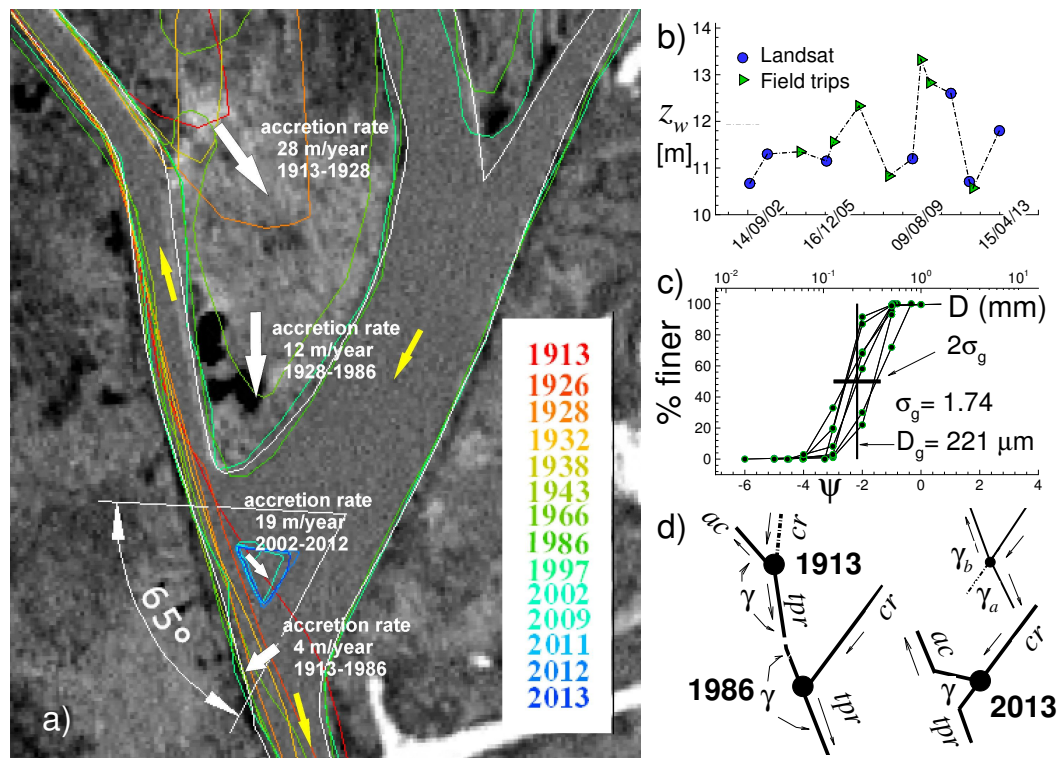 accretion rate
28 m/year
1913-1928
accretion rate
12 m/year
1928-1986
accretion rate
19 m/year
2002-2012
accretion rate
4 m/year
1913-1986
65º
a)
1913
1926
1928
1932
1938
1943
1966
1986
1997
2002
2009
2011
2012
2013
b)
Landsat
Field trips
z_w
[m]
14
13
12
11
10
14/09/02
16/12/05
09/08/09
15/04/13
c)
10⁻² 10⁻¹ 10⁰ 10¹
D (mm)
% finer
100
80
60
40
20
0
2σ_g
σ_g= 1.74
D_g= 221 µm
-6 -4 -2 0 2 4
ψ
d)
ac
cr
1913
γ
tpr
cr
1986
γ
tpr
γ_b
γ_a
ac
cr
γ
2013
tpr